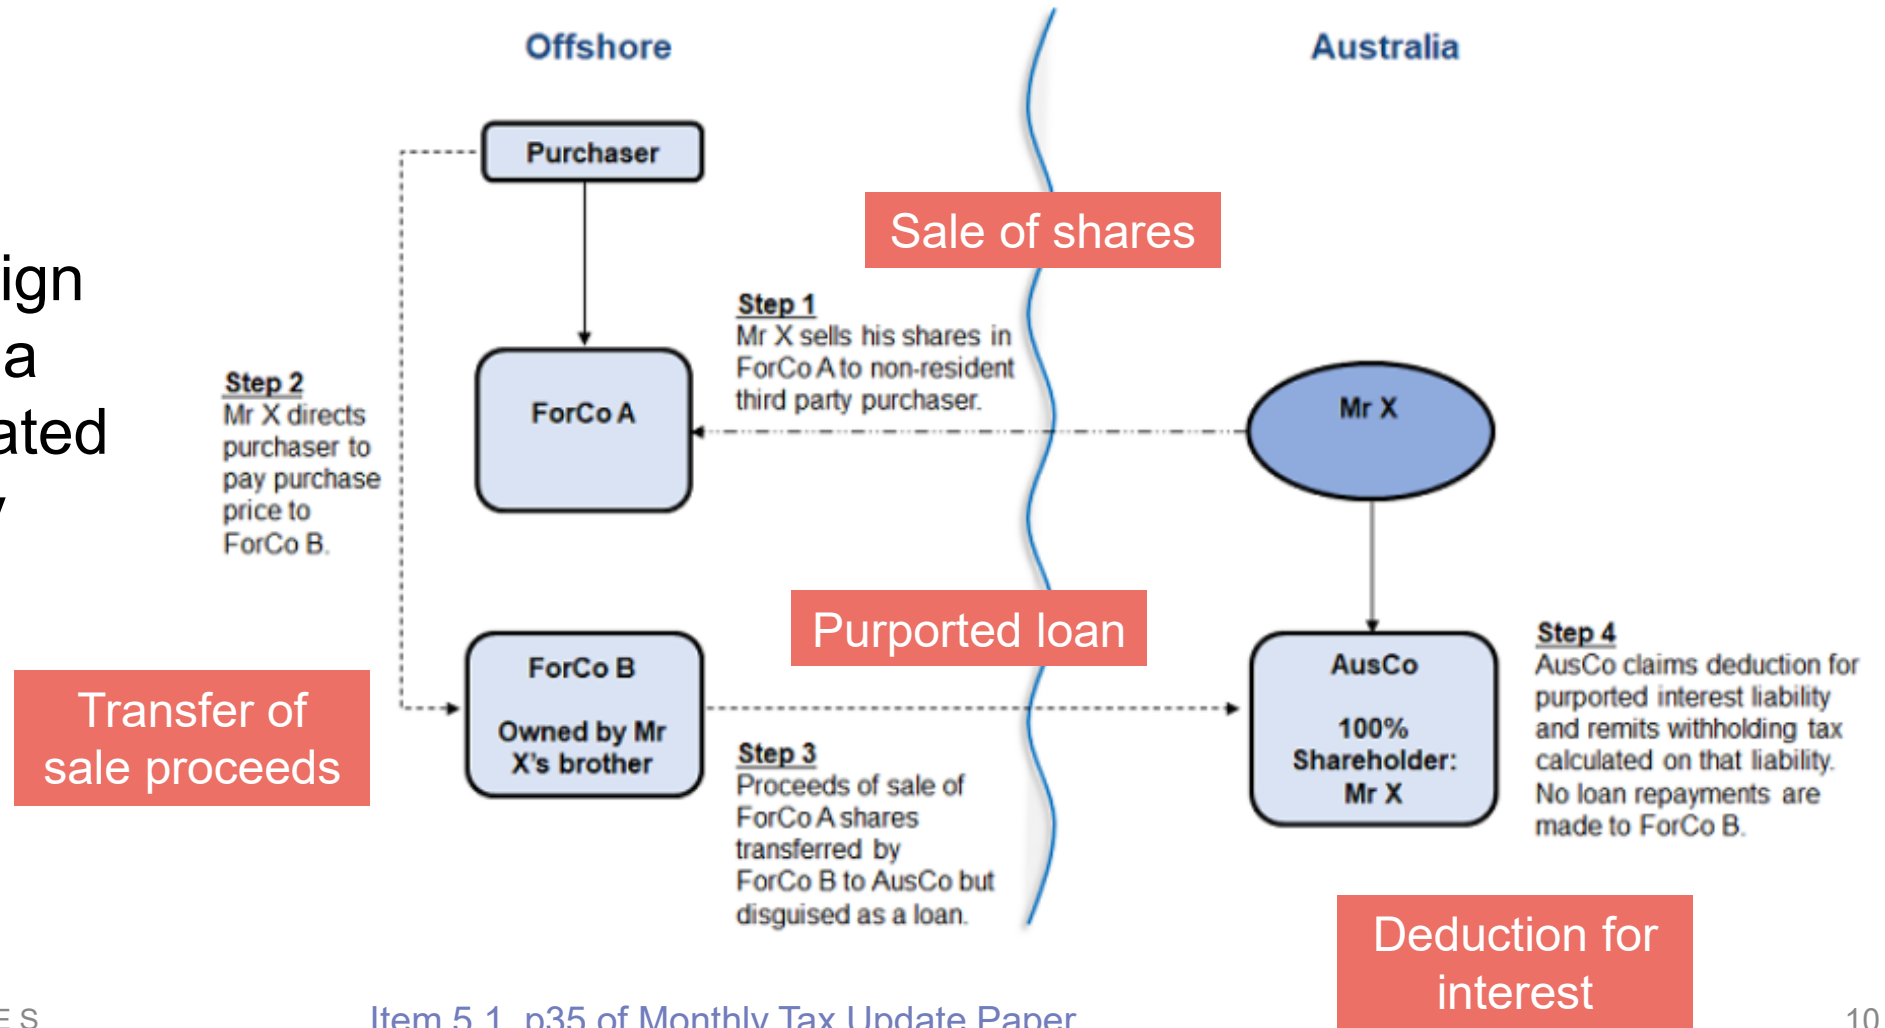 Offshore
Australia
Purchaser
Sale of shares
ign
a
ated
y
Step 1
Mr X sells his shares in
ForCo A to non-resident
third party purchaser.
Step 2
Mr X directs
purchaser to
pay purchase
price to
ForCo B.
ForCo A
Mr X
Purported loan
Transfer of
sale proceeds
ForCo B
Owned by Mr
X's brother
Step 3
Proceeds of sale of
ForCo A shares
transferred by
ForCo B to AusCo but
disguised as a loan.
AusCo
100%
Shareholder:
Mr X
Step 4
AusCo claims deduction for
purported interest liability
and remits withholding tax
calculated on that liability.
No loan repayments are
made to ForCo B.
Deduction for
interest
E S
Item 5.1, p35 of Monthly Tax Update Paper
10